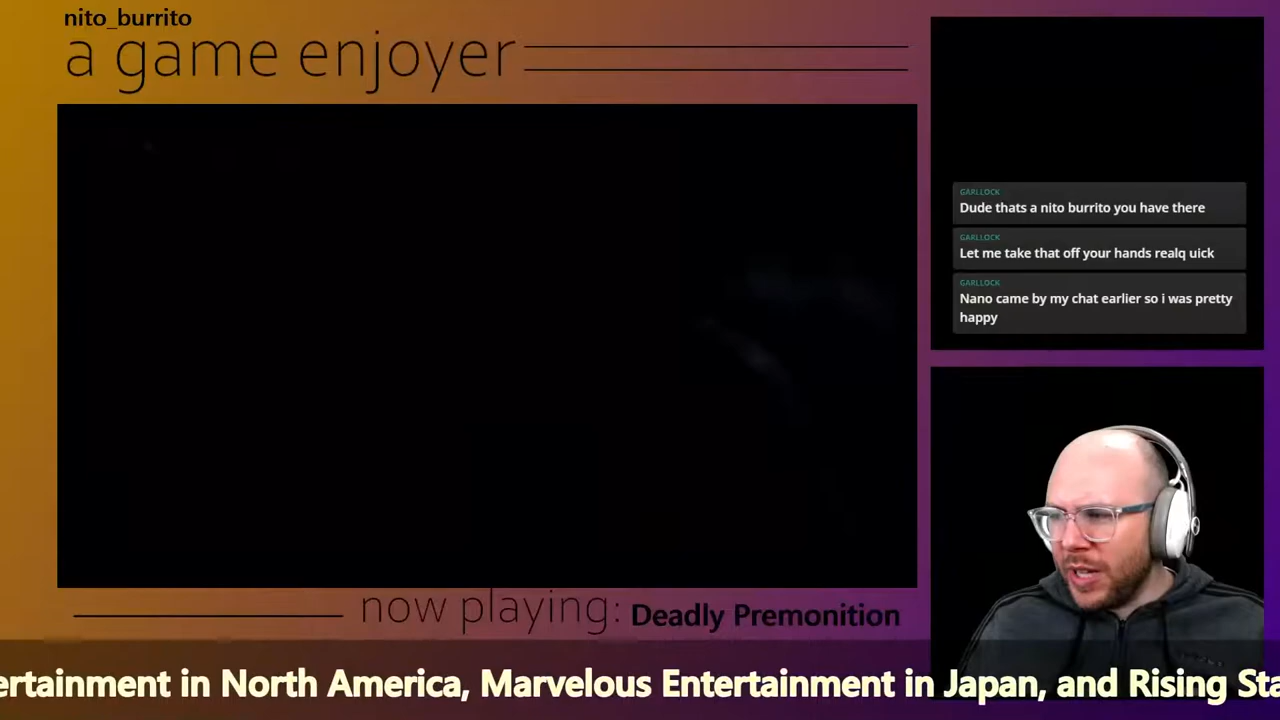 nito_burrito
a game enjoyer
GARLLOCK
Dude thats a nito burrito you have there
GARLLOCK
Let me take that off your hands realq uick
GARLLOCK
Nano came by my chat earlier so i was pretty
happy
now playing: Deadly Premonition
ertainment in North America, Marvelous Entertainment in Japan, and Rising Sta